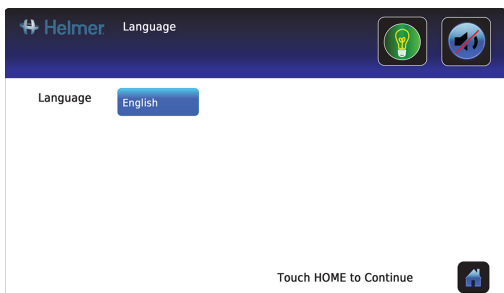 Helmer
Language
Language
English
Touch HOME to Continue